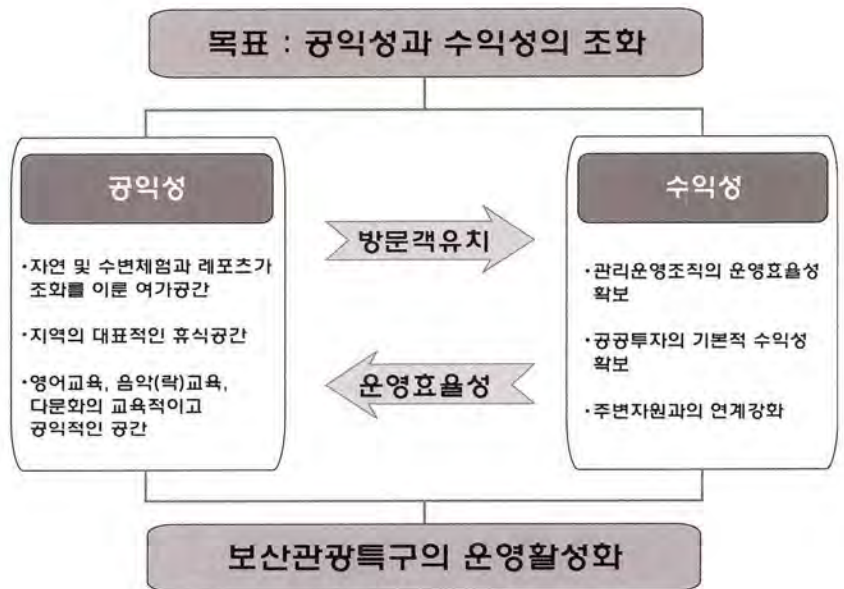 목표 : 공익성과 수익성의 조화
공익성
·자연 및 수변체험과 레포츠가
조화를 이룬 여가공간
·지역의 대표적인 휴식공간
·영어교육, 음악(락)교육,
다문화의 교육적이고
공익적인 공간
방문객유치
운영효율성
수익성
·관리운영조직의 운영효율성
확보
·공공투자의 기본적 수익성
확보
·주변자원과의 연계강화
보산관광특구의 운영활성화